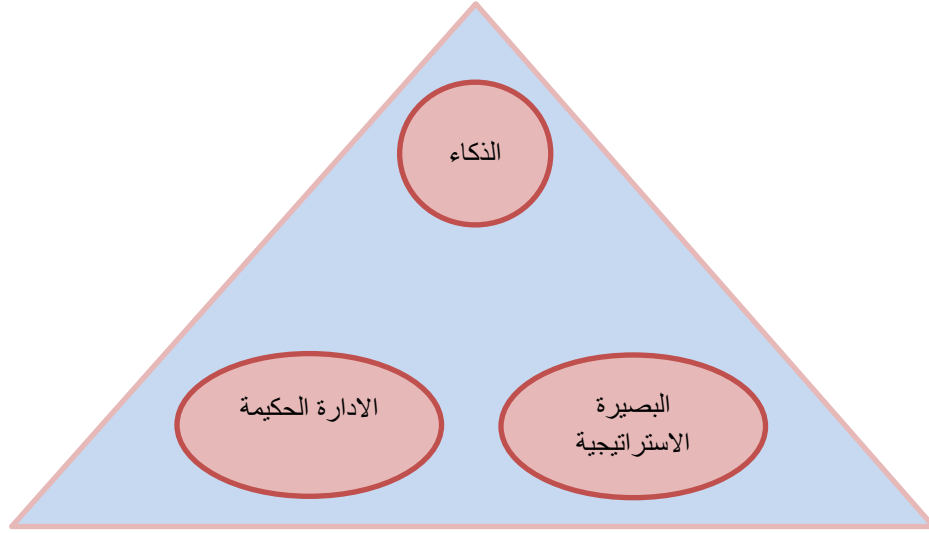 الذكاء
البصيرة
الاستراتيجية
الادارة الحكيمة